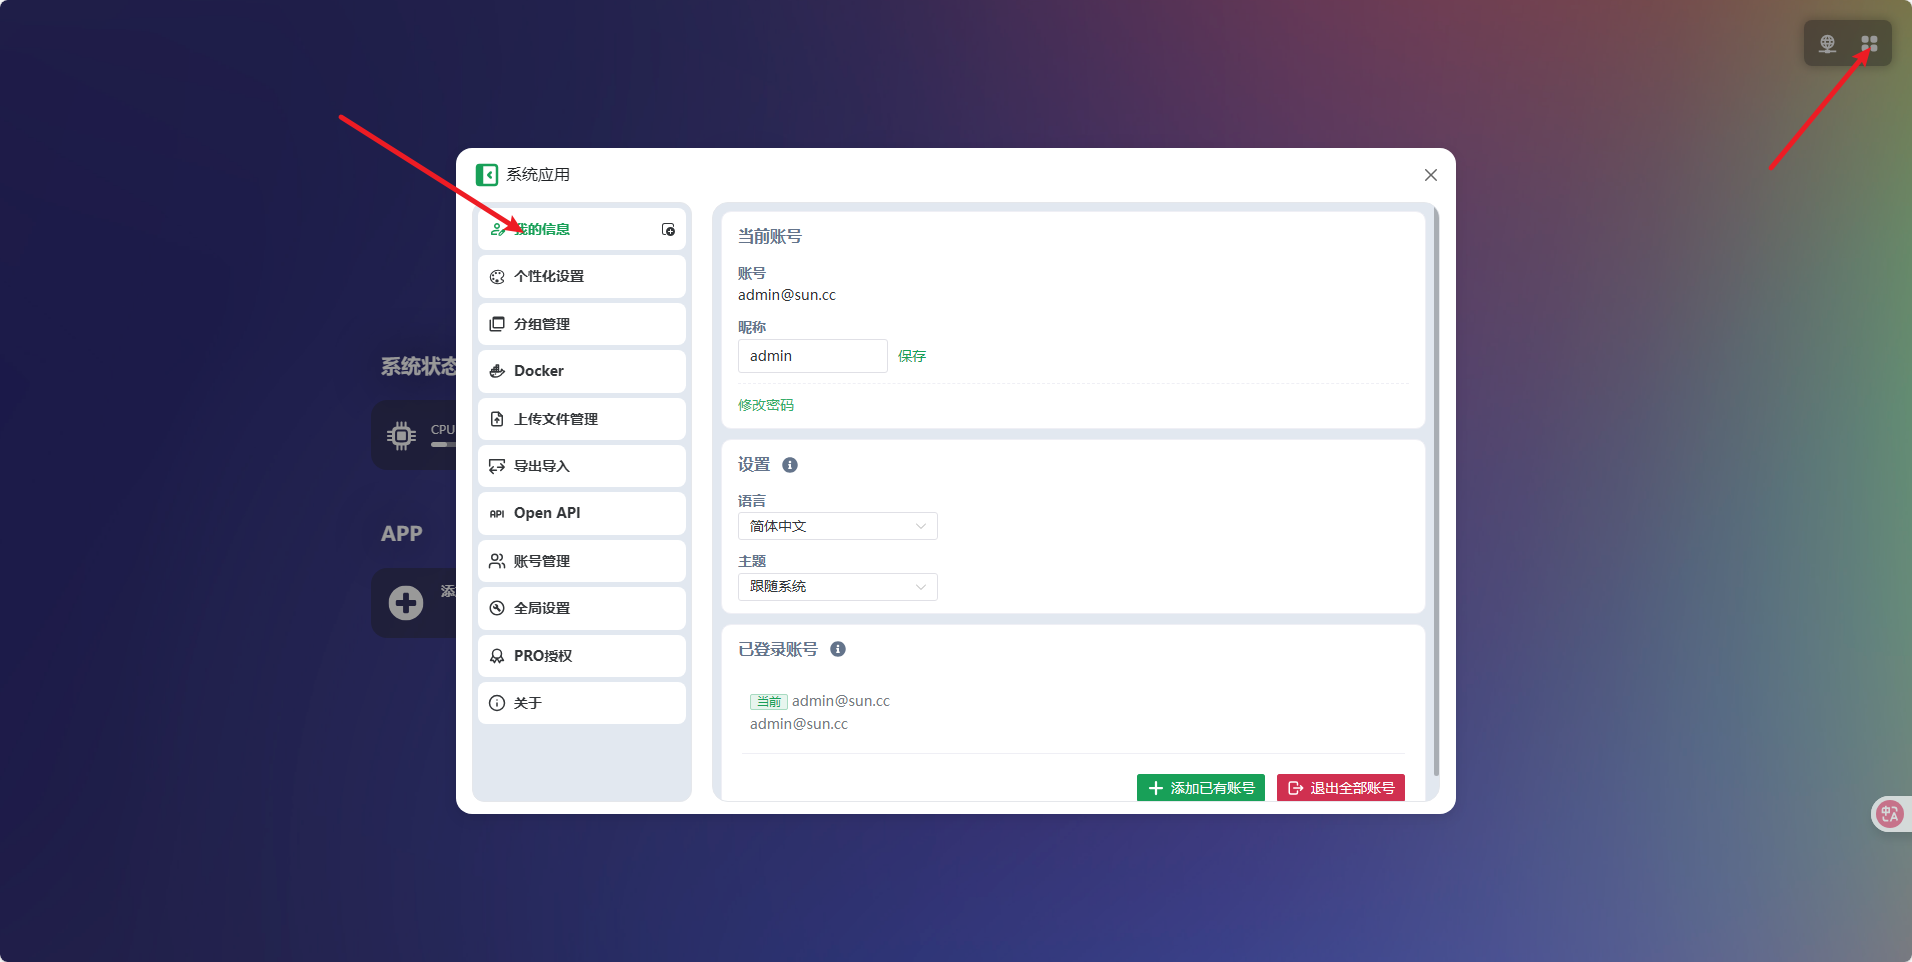 系统应用
我的信息
个性化设置
分组管理
Docker
上传文件管理
导出导入
API Open API
账号管理
全局设置
PRO授权
关于
当前账号
账号
admin@sun.cc
昵称
admin 保存
修改密码
设置
语言
简体中文
主题
跟随系统
已登录账号
当前 admin@sun.cc
admin@sun.cc
添加已有账号 退出全部账号
系统状态
CPU
APP
添